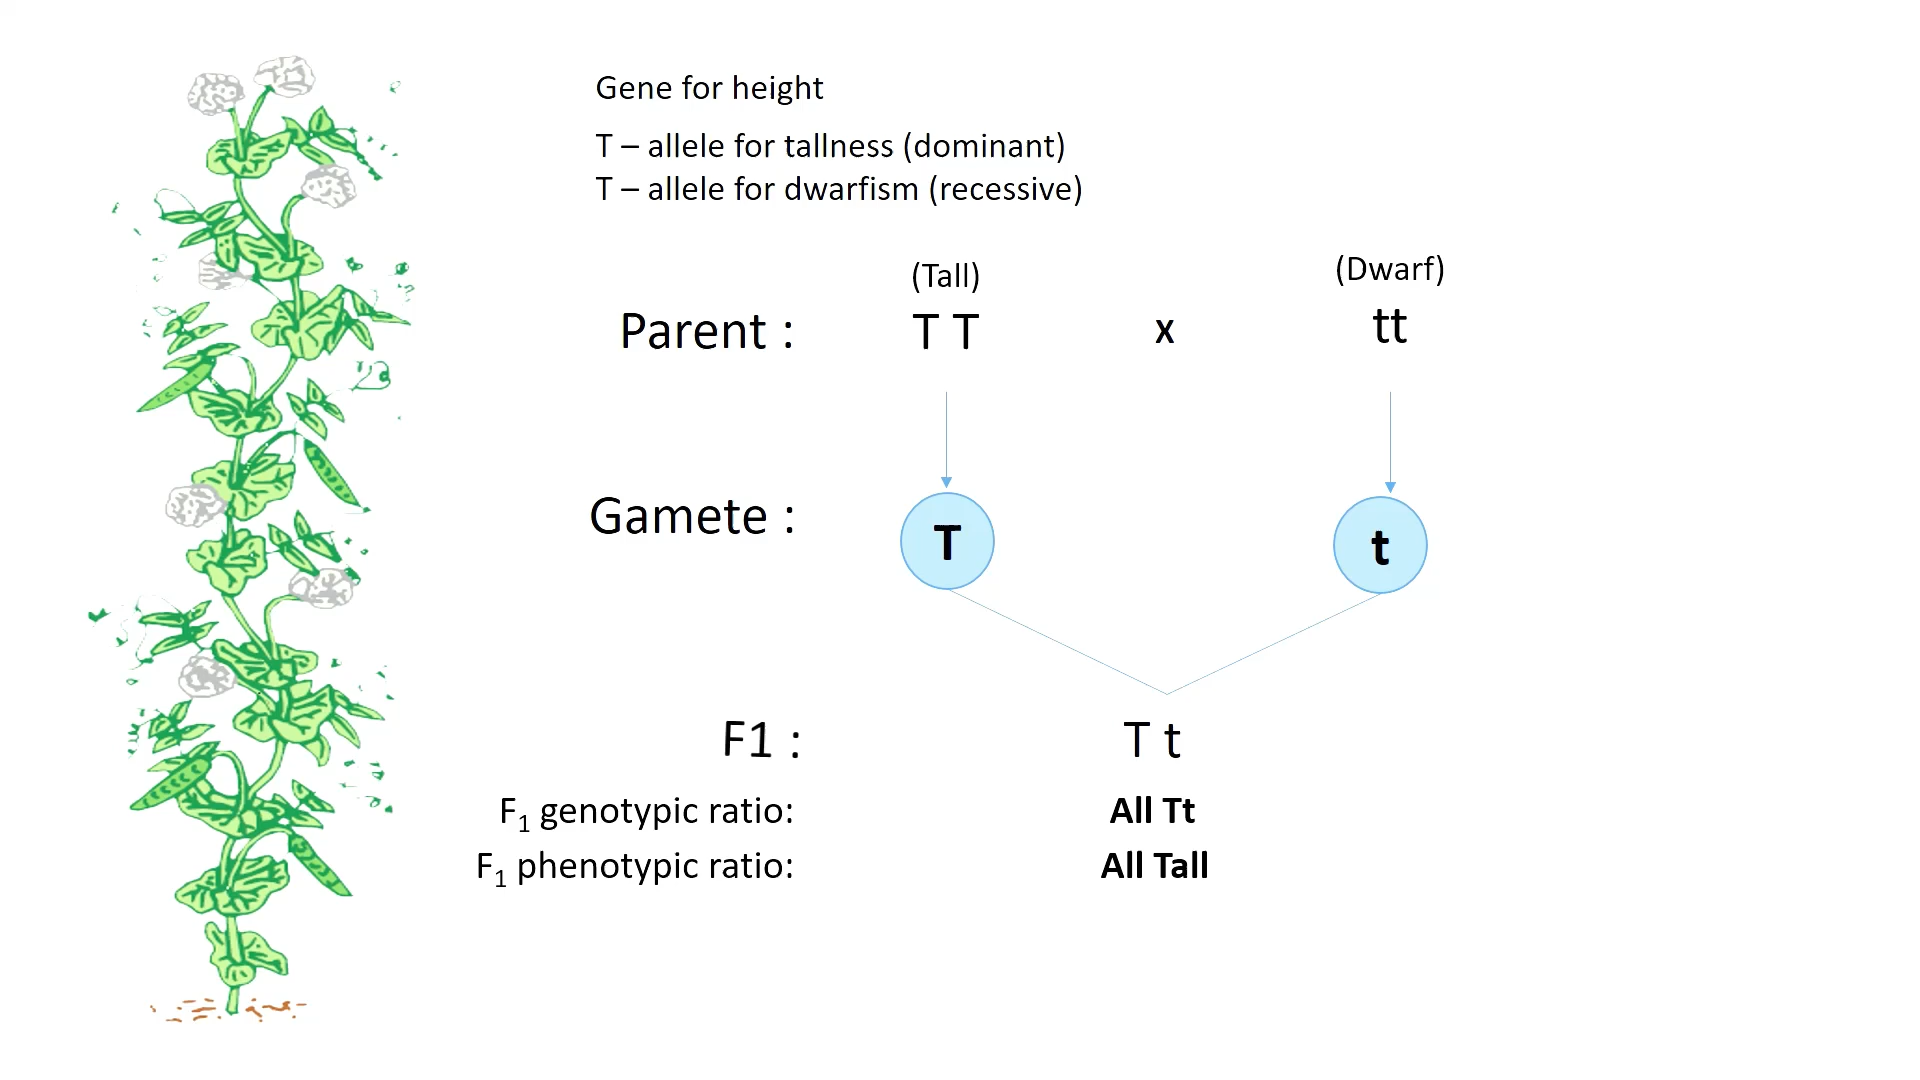 Gene for height
T – allele for tallness (dominant)
T – allele for dwarfism (recessive)
(Tall) (Dwarf)
Parent : T T x tt
Gamete : T t
F1 : T t
F1 genotypic ratio: All Tt
F1 phenotypic ratio: All Tall